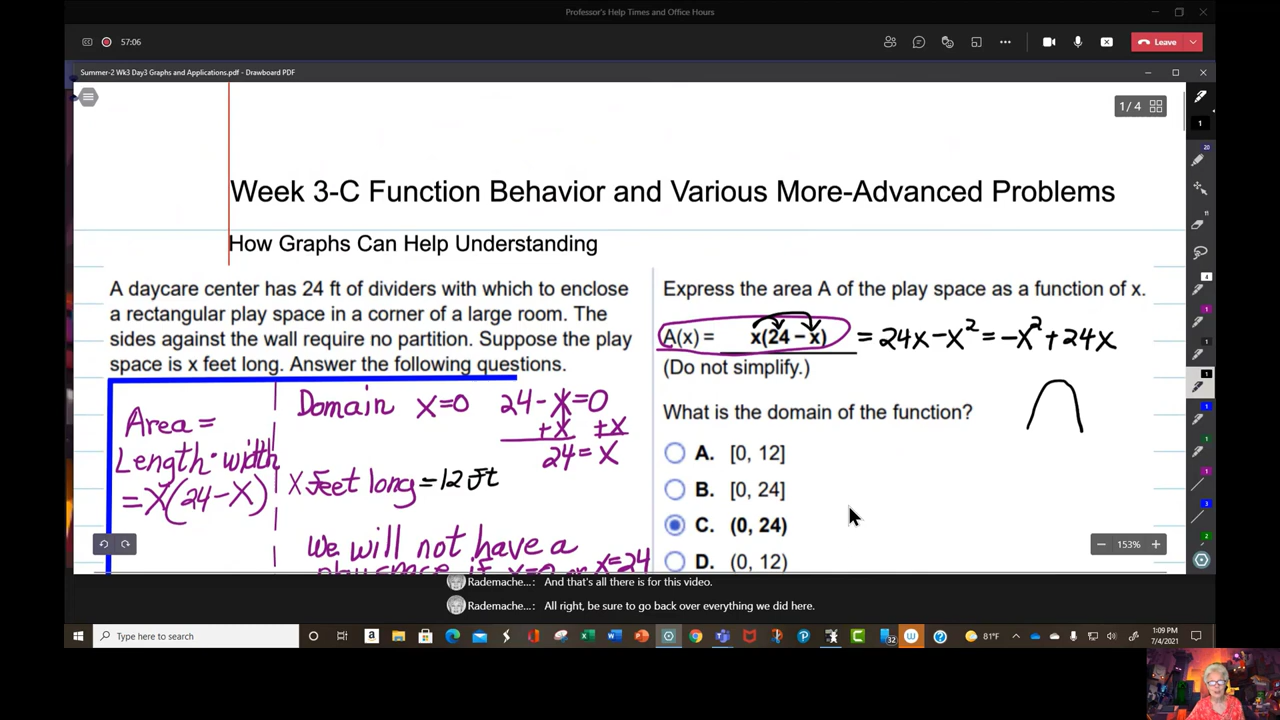 Professor's Help Times and Office Hours
57:06
Leave
Summer-2 Wk3 Day3 Graphs and Applications.pdf - Drawboard PDF
1 / 4
Week 3-C Function Behavior and Various More-Advanced Problems
How Graphs Can Help Understanding
A daycare center has 24 ft of dividers with which to enclose
a rectangular play space in a corner of a large room. The
sides against the wall require no partition. Suppose the play
space is x feet long. Answer the following questions.
Area =
Length · width
= X(24-X)
Domain x=0
24-x=0
+x +x
24=x
X feet long = 12 ft
We will not have a
play space if x=0 or x=24
Express the area A of the play space as a function of x.
A(x) = x(24 − x) = 24x-x² = -x²+24x
(Do not simplify.)
What is the domain of the function?
A. [0, 12]
B. [0, 24]
C. (0, 24)
D. (0, 12)
153%
Rademache...: And that's all there is for this video.
Rademache...: All right, be sure to go back over everything we did here.
Type here to search
81°F
1:09 PM
7/4/2021